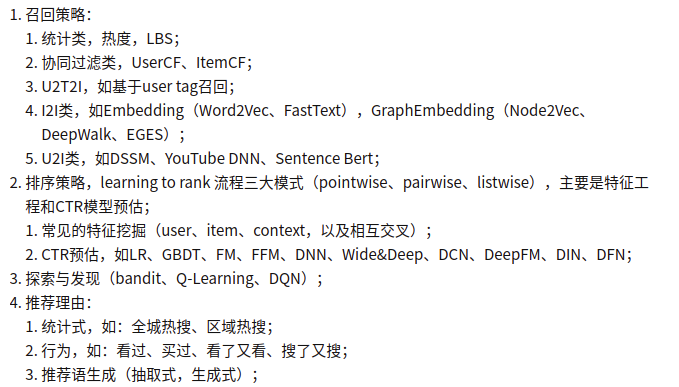 1. 召回策略：
1. 统计类，热度，LBS；
2. 协同过滤类，UserCF、ItemCF；
3. U2T2I，如基于user tag召回；
4. I2I类，如Embedding（Word2Vec、FastText），GraphEmbedding（Node2Vec、
DeepWalk、EGES）；
5. U2I类，如DSSM、YouTube DNN、Sentence Bert；
2. 排序策略，learning to rank 流程三大模式（pointwise、pairwise、listwise），主要是特征工
程和CTR模型预估；
1. 常见的特征挖掘（user、item、context，以及相互交叉）；
2. CTR预估，如LR、GBDT、FM、FFM、DNN、Wide&Deep、DCN、DeepFM、DIN、DFN；
3. 探索与发现（bandit、Q-Learning、DQN）；
4. 推荐理由：
1. 统计式，如：全城热搜、区域热搜；
2. 行为，如：看过、买过、看了又看、搜了又搜；
3. 推荐语生成（抽取式，生成式）；